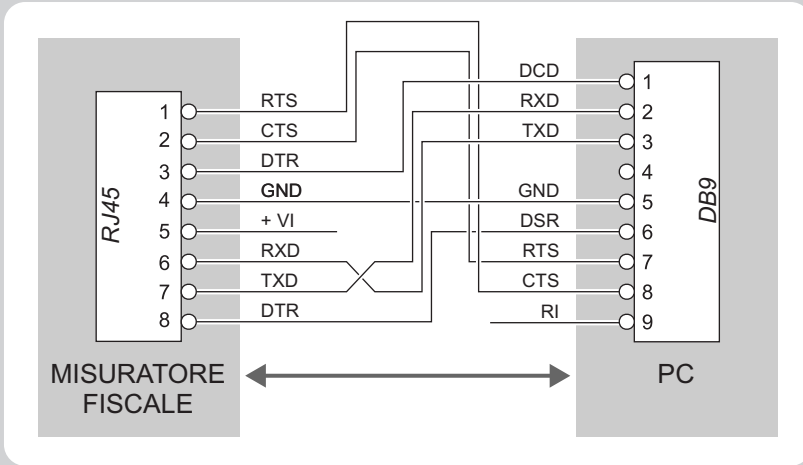 RJ45
1 RTS
2 CTS
3 DTR
4 GND
5 + VI
6 RXD
7 TXD
8 DTR
MISURATORE
FISCALE
DCD 1
RXD 2
TXD 3
4
GND 5
DSR 6
RTS 7
CTS 8
RI 9
DB9
PC